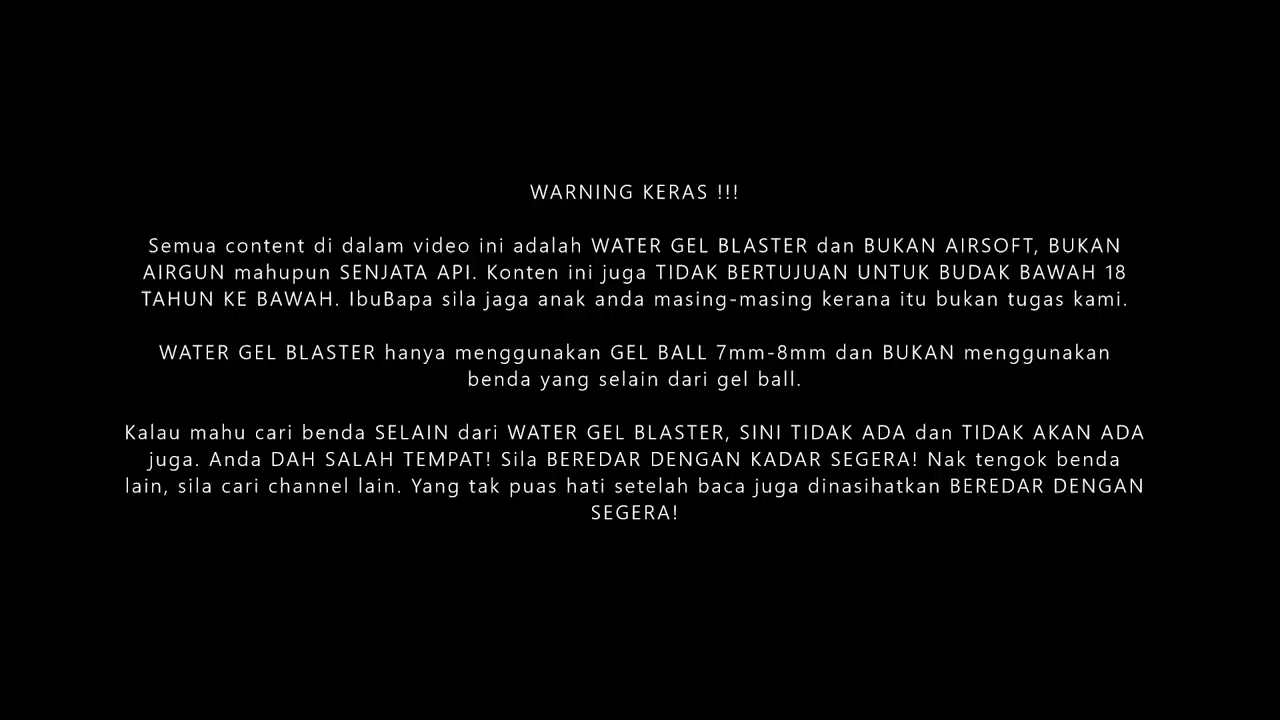 WARNING KERAS !!!
Semua content di dalam video ini adalah WATER GEL BLASTER dan BUKAN AIRSOFT, BUKAN
AIRGUN mahupun SENJATA API. Konten ini juga TIDAK BERTUJUAN UNTUK BUDAK BAWAH 18
TAHUN KE BAWAH. IbuBapa sila jaga anak anda masing-masing kerana itu bukan tugas kami.
WATER GEL BLASTER hanya menggunakan GEL BALL 7mm-8mm dan BUKAN menggunakan
benda yang selain dari gel ball.
Kalau mahu cari benda SELAIN dari WATER GEL BLASTER, SINI TIDAK ADA dan TIDAK AKAN ADA
juga. Anda DAH SALAH TEMPAT! Sila BEREDAR DENGAN KADAR SEGERA! Nak tengok benda
lain, sila cari channel lain. Yang tak puas hati setelah baca juga dinasihatkan BEREDAR DENGAN
SEGERA!